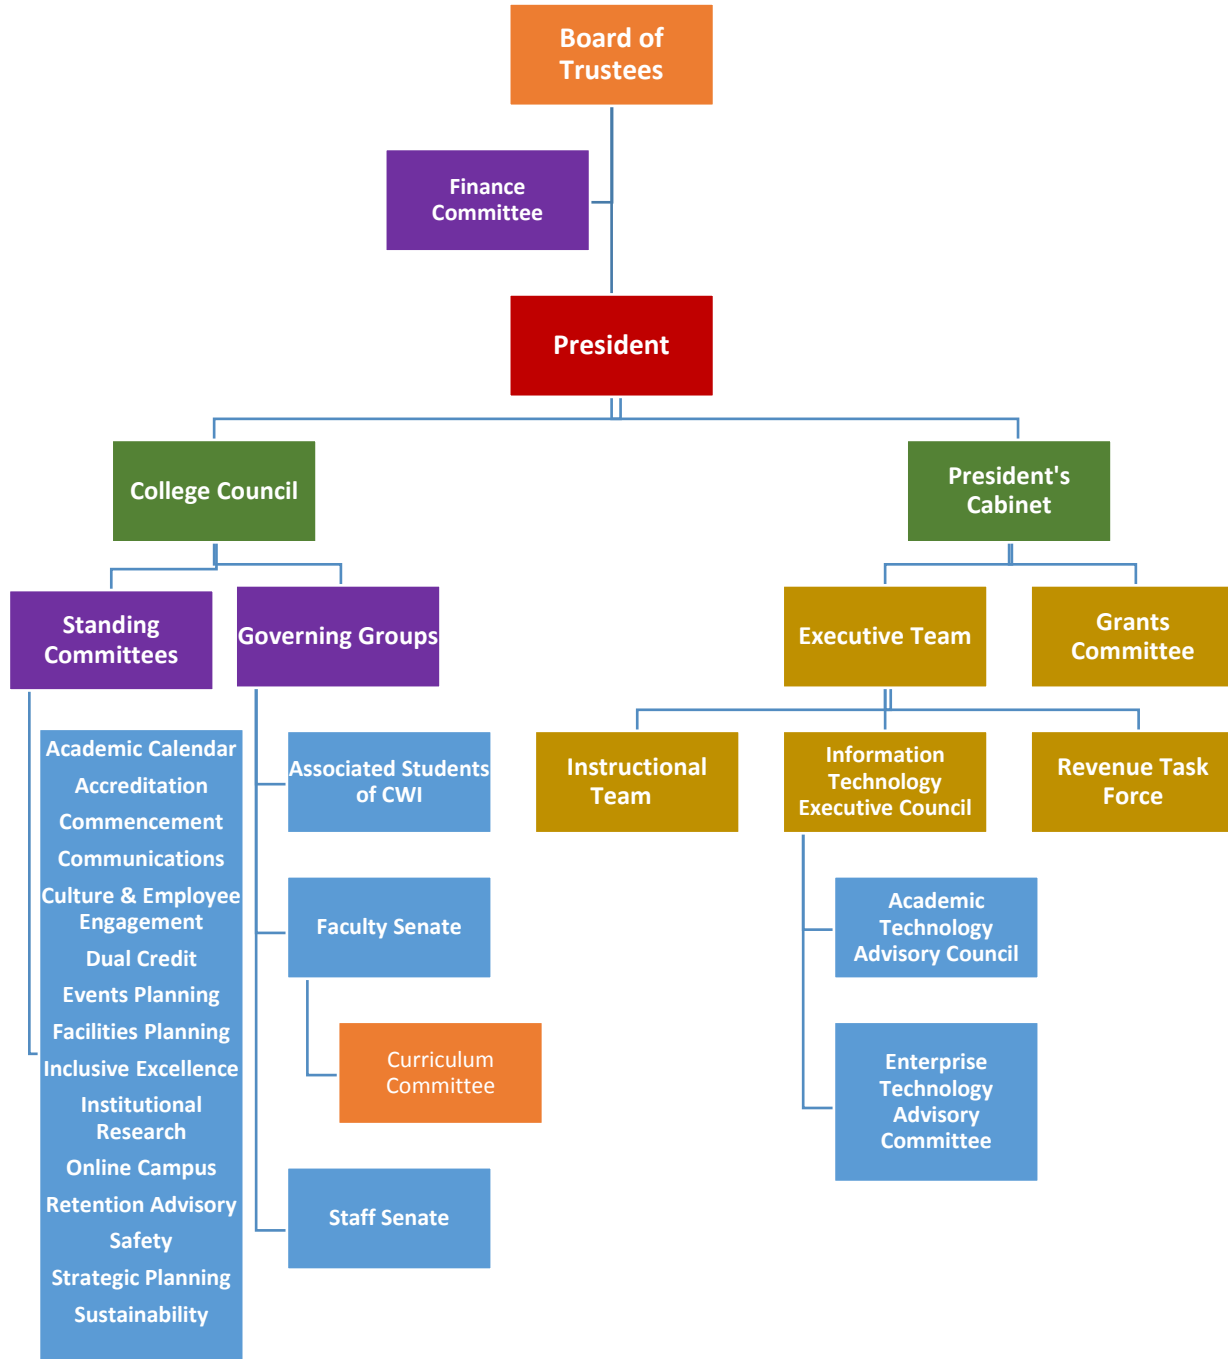 Board of
Trustees
Finance
Committee
President
College Council
President's
Cabinet
Standing
Committees
Governing Groups
Executive Team
Grants
Committee
Academic Calendar
Accreditation
Commencement
Communications
Culture & Employee
Engagement
Dual Credit
Events Planning
Facilities Planning
Inclusive Excellence
Institutional
Research
Online Campus
Retention Advisory
Safety
Strategic Planning
Sustainability
Associated Students
of CWI
Faculty Senate
Curriculum
Committee
Staff Senate
Instructional
Team
Information
Technology
Executive Council
Revenue Task
Force
Academic
Technology
Advisory Council
Enterprise
Technology
Advisory
Committee